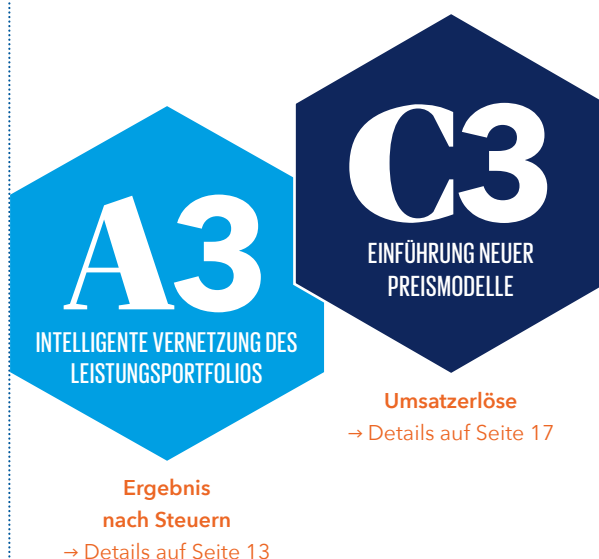 A3
INTELLIGENTE VERNETZUNG DES
LEISTUNGSPORTFOLIOS
Ergebnis
nach Steuern
→ Details auf Seite 13
C3
EINFÜHRUNG NEUER
PREISMODELLE
Umsatzerlöse
→ Details auf Seite 17